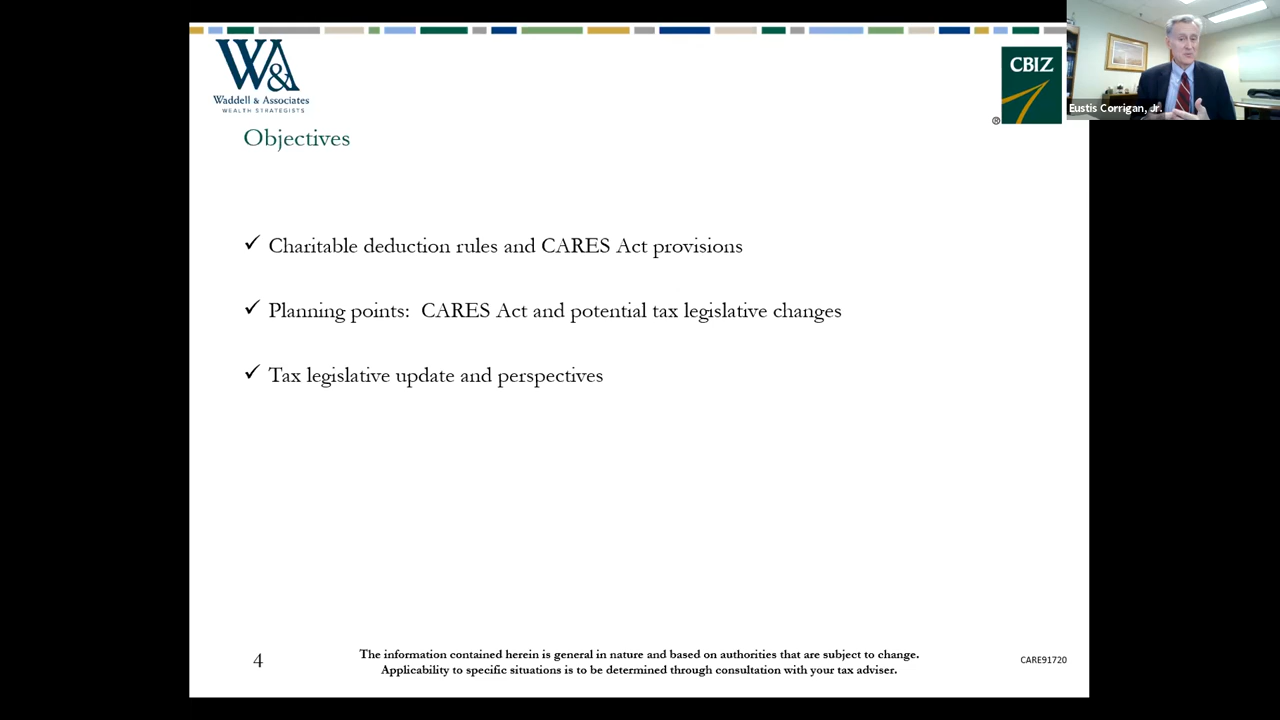 W&A
Waddell & Associates
WEALTH STRATEGISTS
CBIZ
®
Eustis Corrigan, Jr.
Objectives
✓ Charitable deduction rules and CARES Act provisions
✓ Planning points:  CARES Act and potential tax legislative changes
✓ Tax legislative update and perspectives
4
The information contained herein is general in nature and based on authorities that are subject to change.
Applicability to specific situations is to be determined through consultation with your tax adviser.
CARE91720